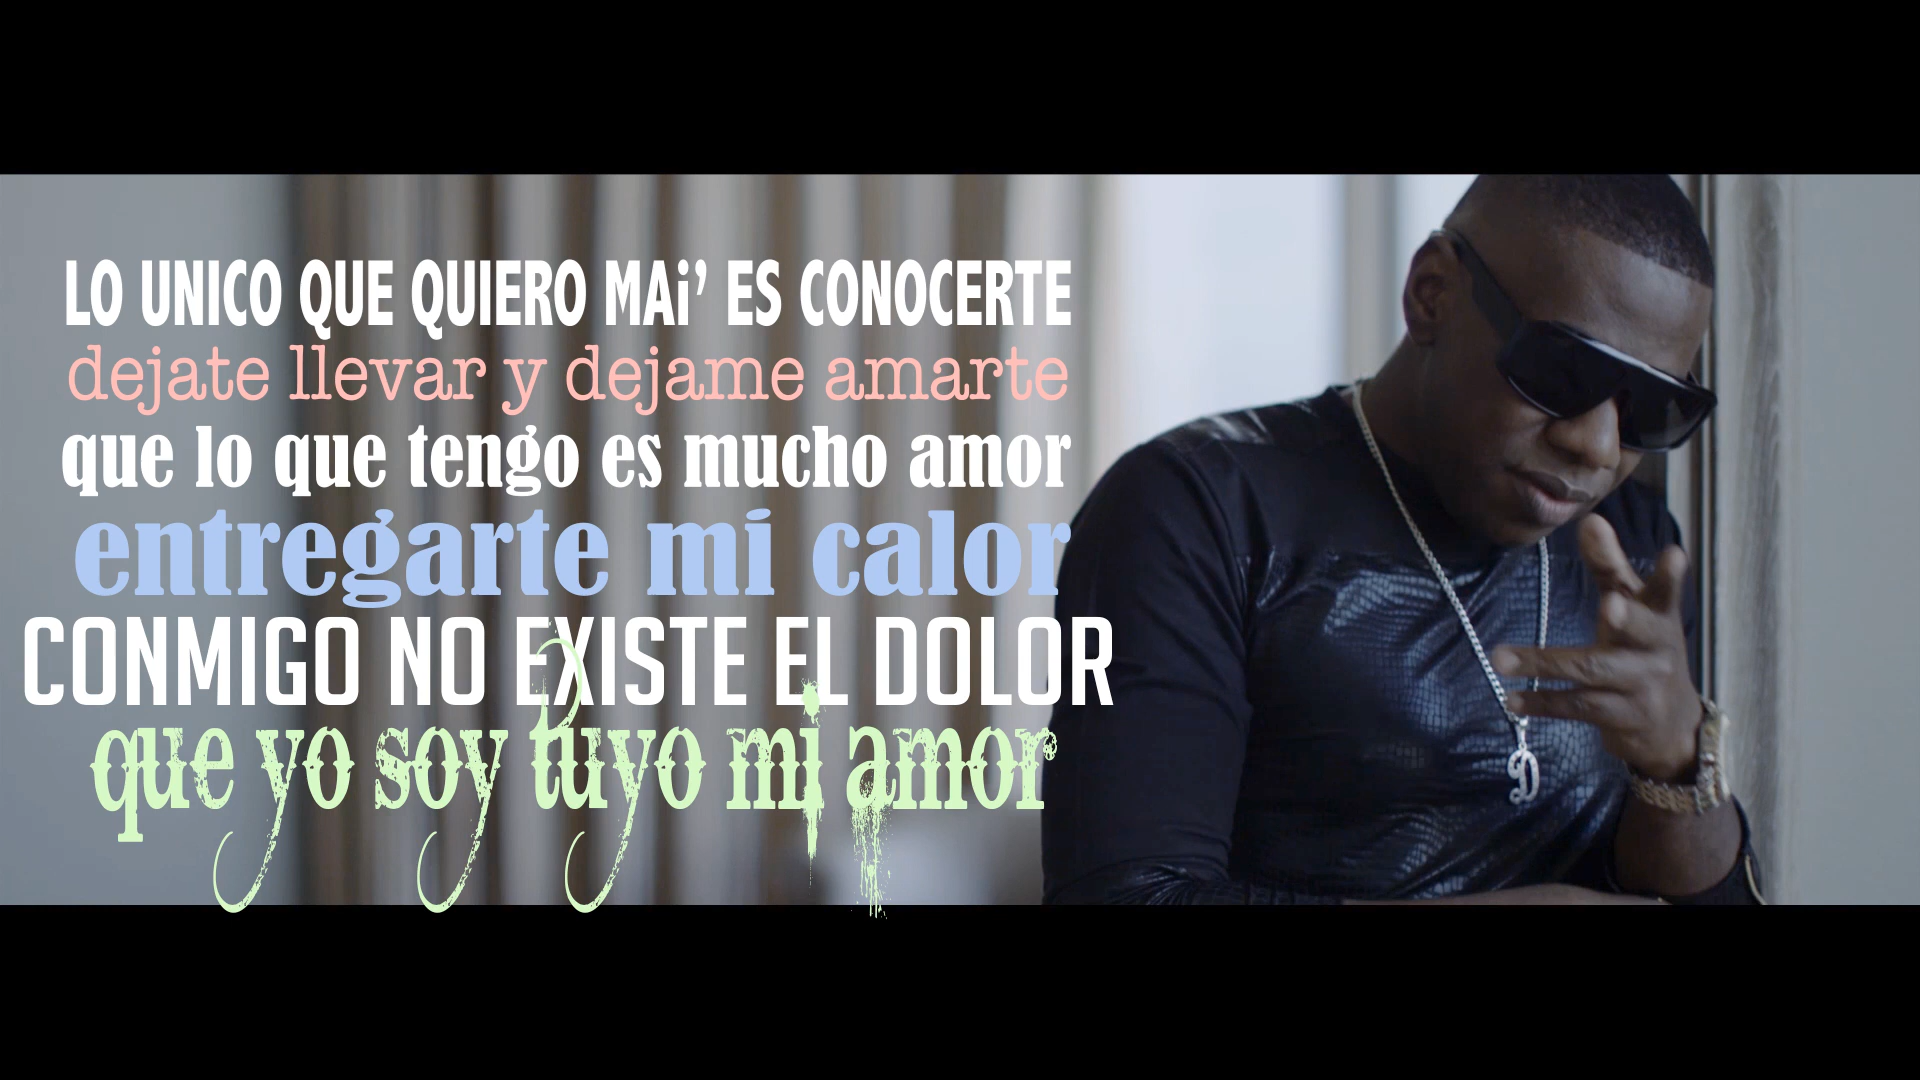 LO UNICO QUE QUIERO MAi' ES CONOCERTE
dejate llevar y dejame amarte
que lo que tengo es mucho amor
entregarte mi calor
CONMIGO NO EXISTE EL DOLOR
que yo soy tuyo mi amor
D